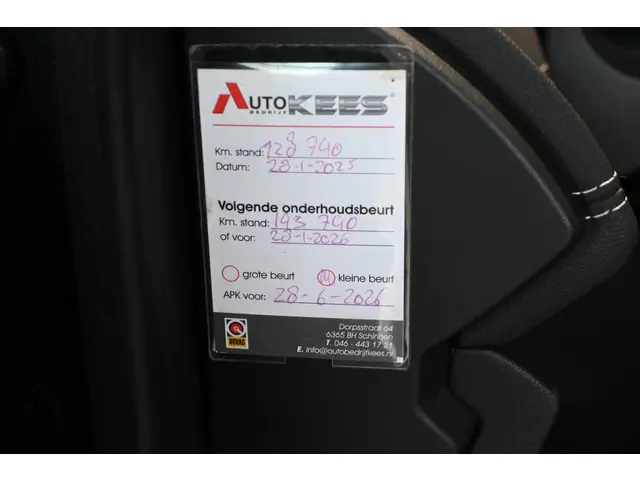 AUTO KEES
BEDRIJF
Km. stand: 128 740
Datum: 28-1-2025
Volgende onderhoudsbeurt
Km. stand: 143 740
of voor: 28-1-2026
grote beurt kleine beurt
APK voor: 28-6-2026
Dorpsstraat 64
6365 BH Schinnen
T. 046 - 443 17 21
E. info@autobedrijfkees.nl
BOVAG